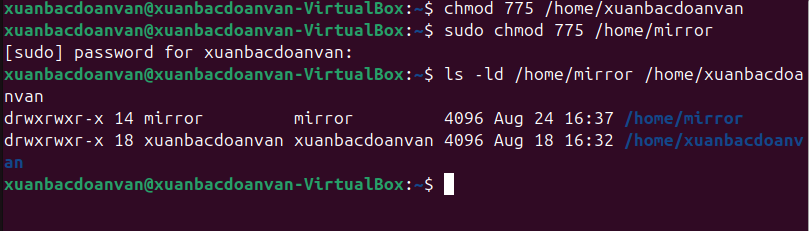 xuanbacdoanvan@xuanbacdoanvan-VirtualBox:~$ chmod 775 /home/xuanbacdoanvan
xuanbacdoanvan@xuanbacdoanvan-VirtualBox:~$ sudo chmod 775 /home/mirror
[sudo] password for xuanbacdoanvan:
xuanbacdoanvan@xuanbacdoanvan-VirtualBox:~$ ls -ld /home/mirror /home/xuanbacdoa
nvan
drwxrwxr-x 14 mirror         mirror         4096 Aug 24 16:37 /home/mirror
drwxrwxr-x 18 xuanbacdoanvan xuanbacdoanvan 4096 Aug 18 16:32 /home/xuanbacdoanv
an
xuanbacdoanvan@xuanbacdoanvan-VirtualBox:~$